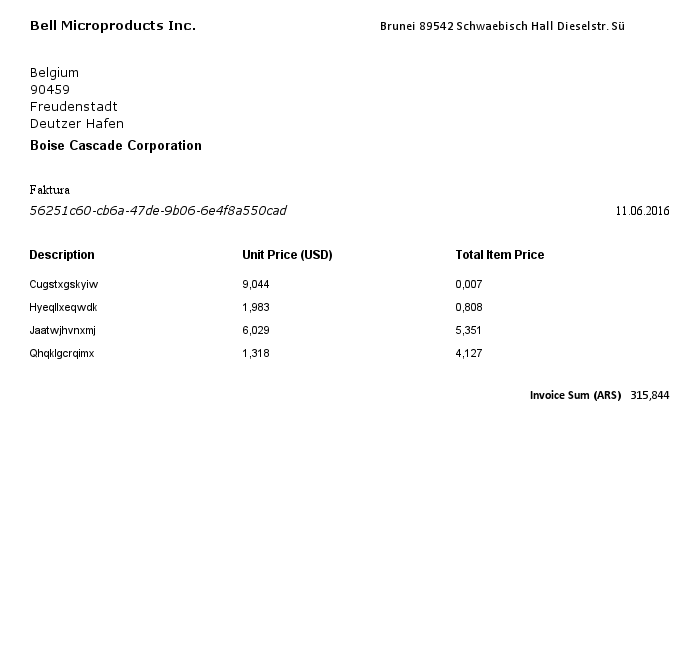 Bell Microproducts Inc. Brunei 89542 Schwaebisch Hall Dieselstr. Sü
Belgium
90459
Freudenstadt
Deutzer Hafen
Boise Cascade Corporation
Faktura
56251c60-cb6a-47de-9b06-6e4f8a550cad 11.06.2016
Description Unit Price (USD) Total Item Price
Cugstxgskyiw 9,044 0,007
Hyeqllxeqwdk 1,983 0,808
Jaatwjhvnxmj 6,029 5,351
Qhqklgcrqimx 1,318 4,127
Invoice Sum (ARS) 315,844